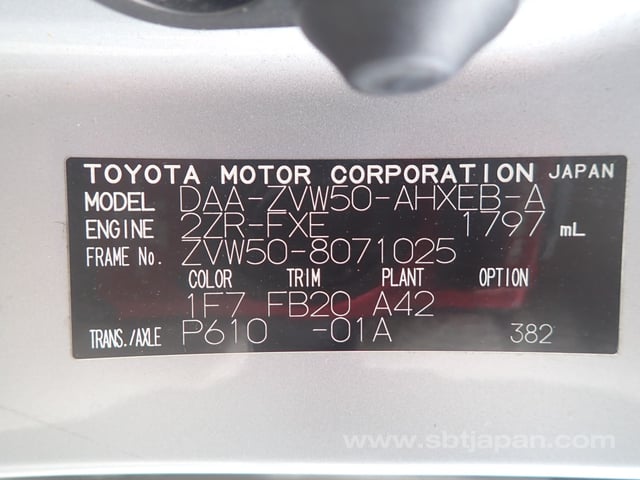 TOYOTA MOTOR CORPORATION JAPAN
MODEL DAA-ZVW50-AHXEB-A
ENGINE 2ZR-FXE 1797 mL
FRAME No. ZVW50-8071025
COLOR TRIM PLANT OPTION
1F7 FB20 A42
TRANS./AXLE P610 -01A 382
www.sbtjapan.com